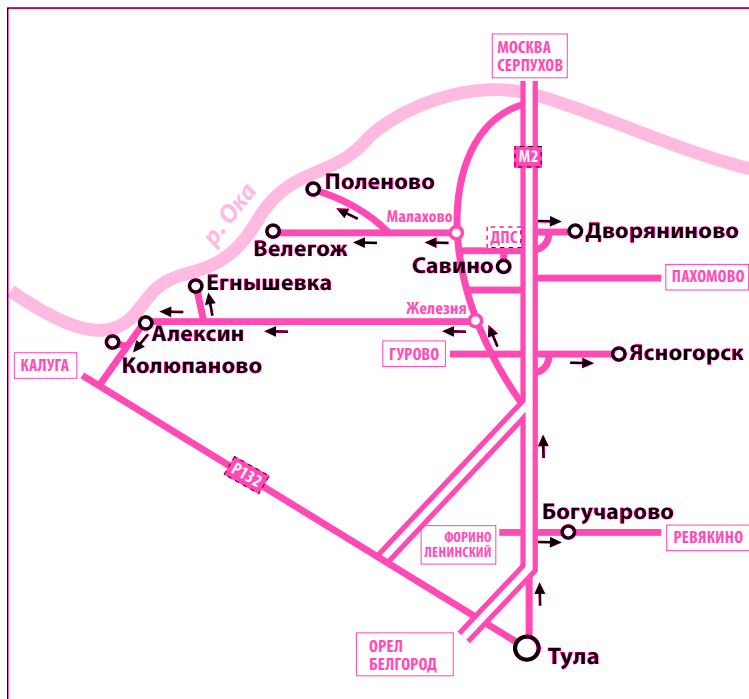 МОСКВА
СЕРПУХОВ
М2
р. Ока
Поленово
Малахово
Велегож
ДПС
Дворяниново
Савино
Егнышевка
ПАХОМОВО
Железня
Алексин
Колюпаново
КАЛУГА
ГУРОВО
Ясногорск
Р132
Богучарово
ФОРИНО
ЛЕНИНСКИЙ
РЕВЯКИНО
ОРЕЛ
БЕЛГОРОД
Тула